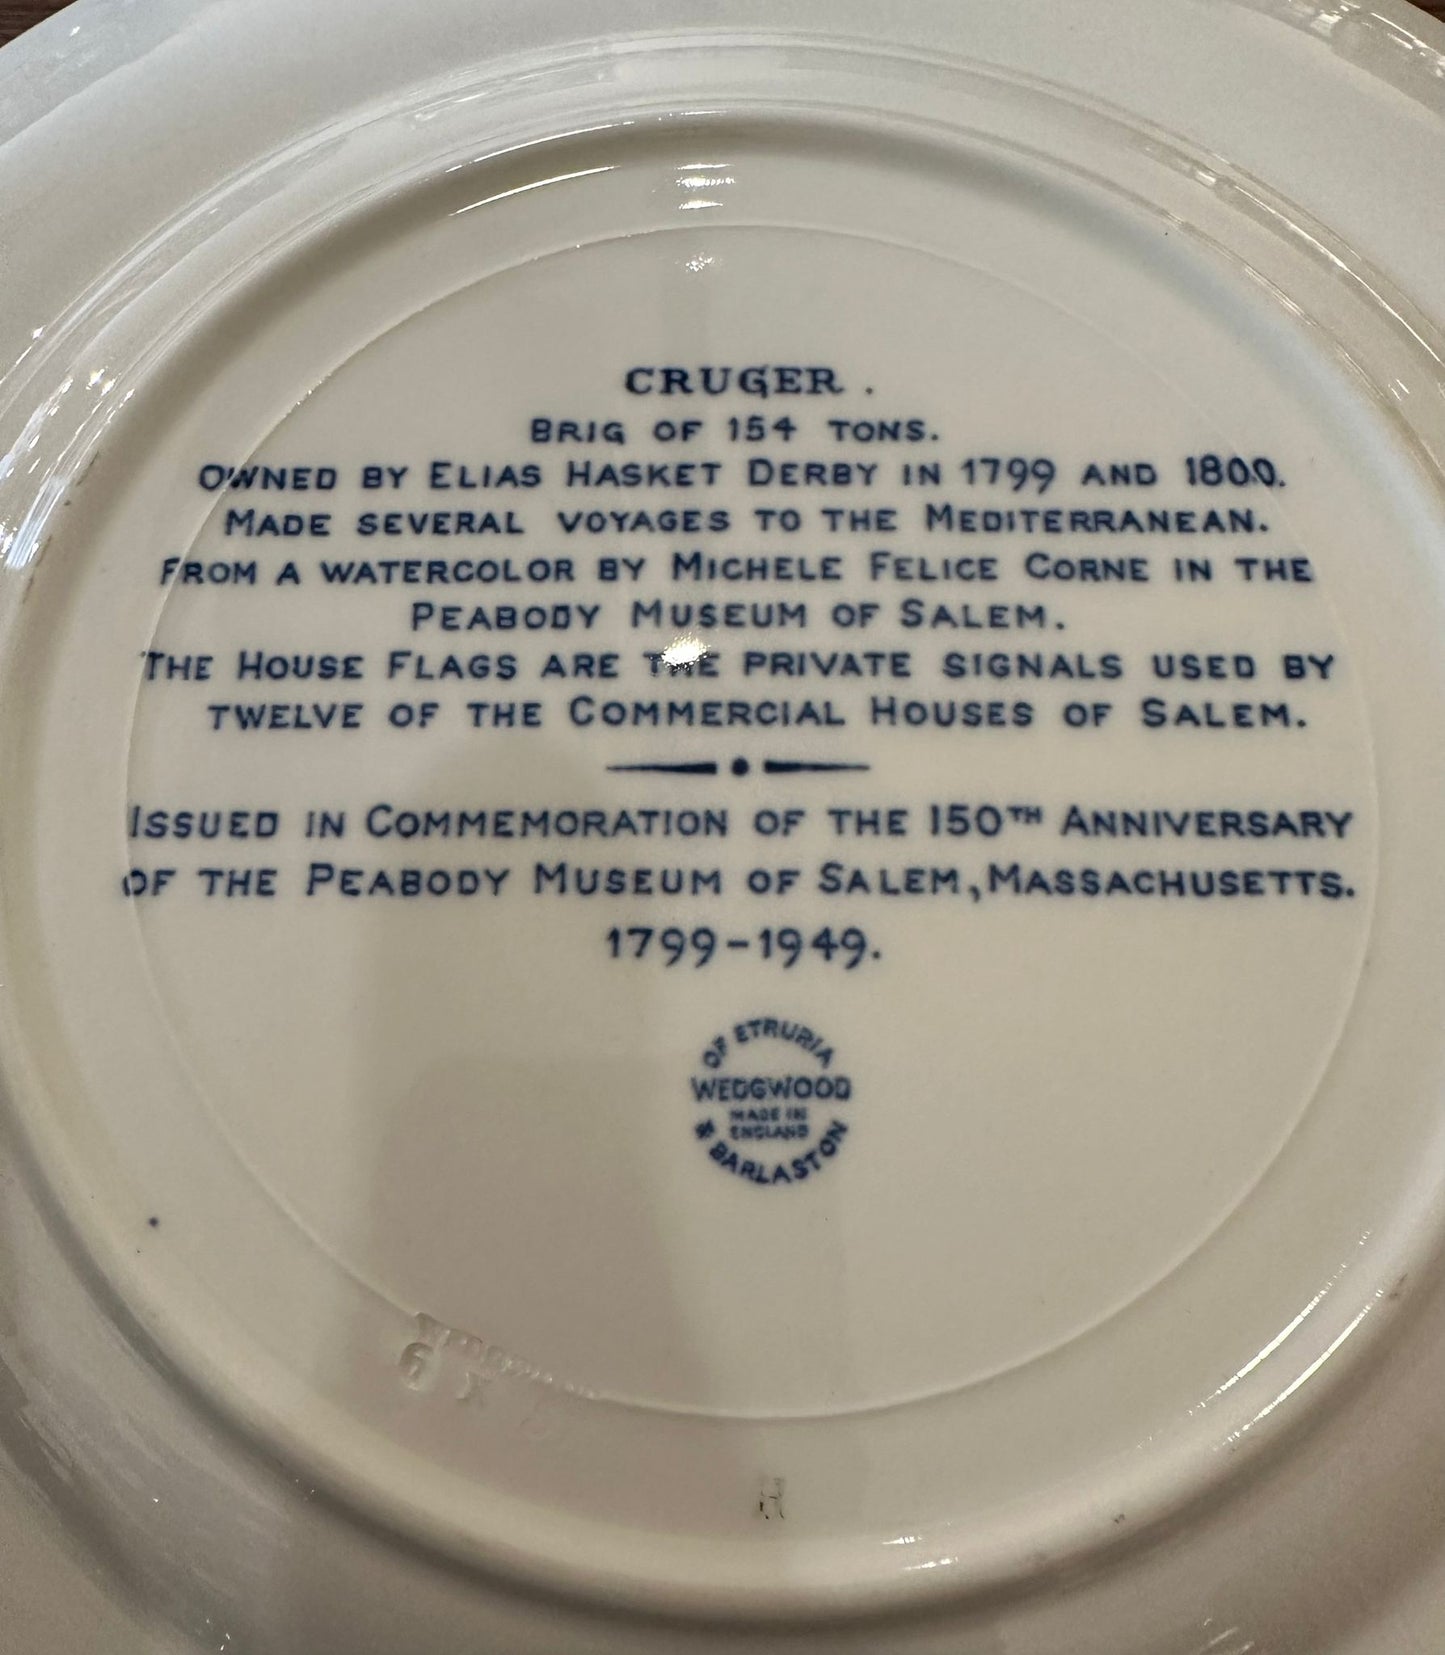 CRUGER.
BRIG OF 154 TONS.
OWNED BY ELIAS HASKET DERBY IN 1799 AND 1800.
MADE SEVERAL VOYAGES TO THE MEDITERRANEAN.
FROM A WATERCOLOR BY MICHELE FELICE CORNE IN THE
PEABODY MUSEUM OF SALEM.
THE HOUSE FLAGS ARE THE PRIVATE SIGNALS USED BY
TWELVE OF THE COMMERCIAL HOUSES OF SALEM.
ISSUED IN COMMEMORATION OF THE 150TH ANNIVERSARY
OF THE PEABODY MUSEUM OF SALEM, MASSACHUSETTS.
1799-1949.
OF ETRURIA
WEDGWOOD
MADE IN
ENGLAND
& BARLASTON
6
H